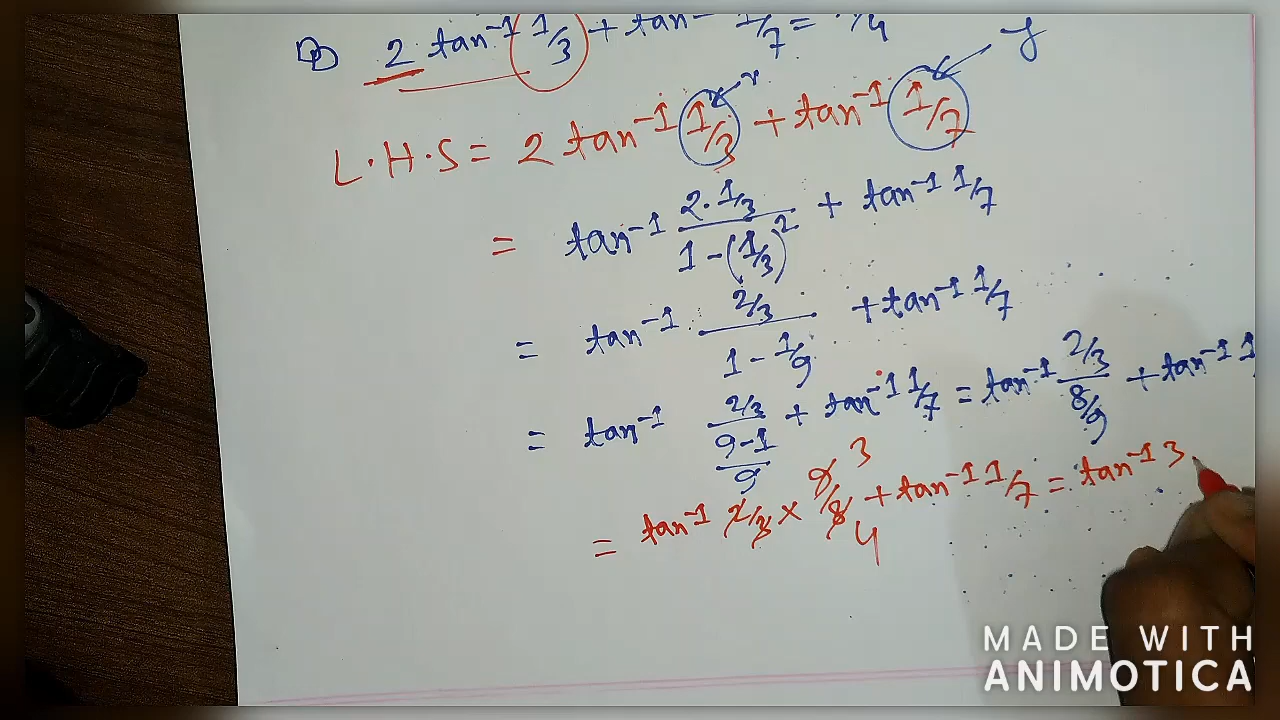 2 tan⁻¹ 1/3 + tan⁻¹ 1/7 = /4
L.H.S = 2 tan⁻¹ 1/3 + tan⁻¹ 1/7
= tan⁻¹ (2·1/3)/(1-(1/3)²) + tan⁻¹ 1/7
= tan⁻¹ (2/3)/(1 - 1/9) + tan⁻¹ 1/7
= tan⁻¹ (2/3)/((9-1)/9) + tan⁻¹ 1/7 = tan⁻¹ (2/3)/(8/9) + tan⁻¹ 1
= tan⁻¹ 2/3 × 9/8 3 4 + tan⁻¹ 1/7 = tan⁻¹ 3
MADE WITH
ANIMOTICA